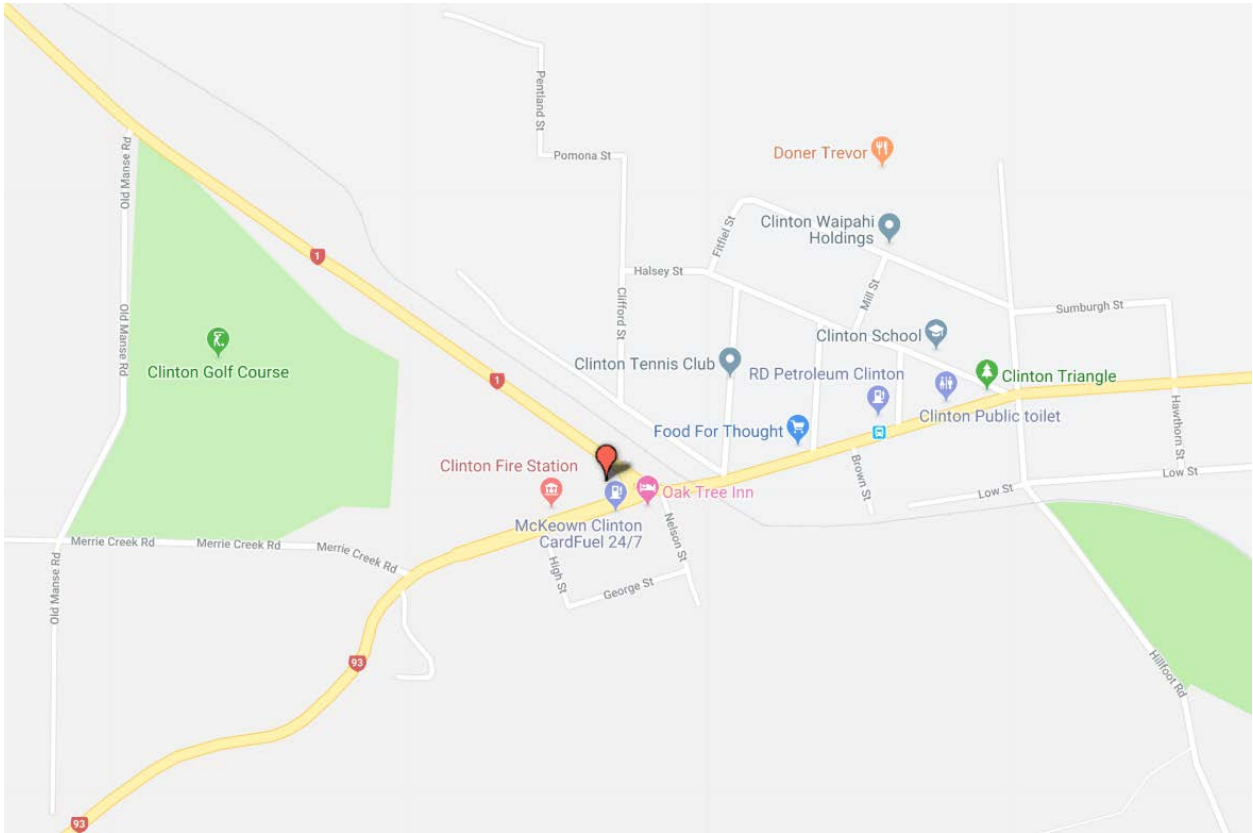 Pentland St
Pomona St
Doner Trevor
Old Manse Rd
Clinton Waipahi
Holdings
Fitfiel St
1
Halsey St
Mill St
Clifford St
Sumburgh St
Old Manse Rd
Clinton School
Clinton Golf Course
Clinton Tennis Club
RD Petroleum Clinton
Clinton Triangle
1
Clinton Public toilet
Hawthorn St
Food For Thought
Clinton Fire Station
Brown St
Low St
Low St
Oak Tree Inn
McKeown Clinton
CardFuel 24/7
Nelson St
Merrie Creek Rd
Merrie Creek Rd
Merrie Creek Rd
High St
George St
Old Manse Rd
93
Hillfoot Rd
93